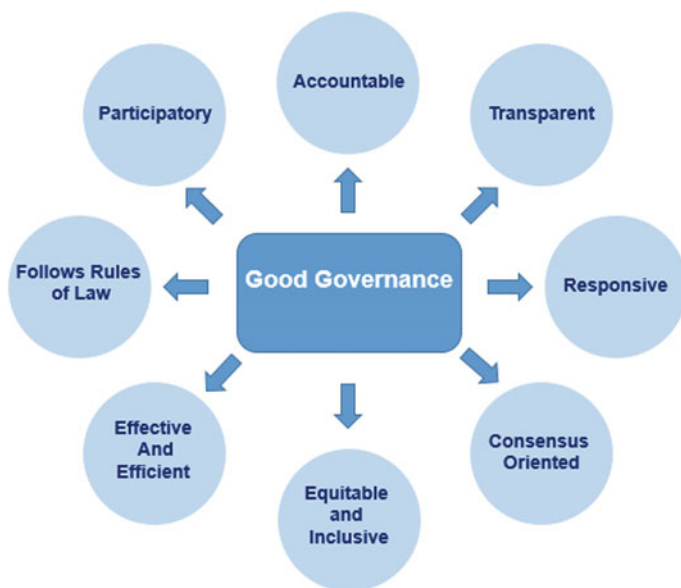 Accountable
Participatory
Transparent
Good Governance
Follows Rules
of Law
Responsive
Effective
And
Efficient
Consensus
Oriented
Equitable
and
Inclusive